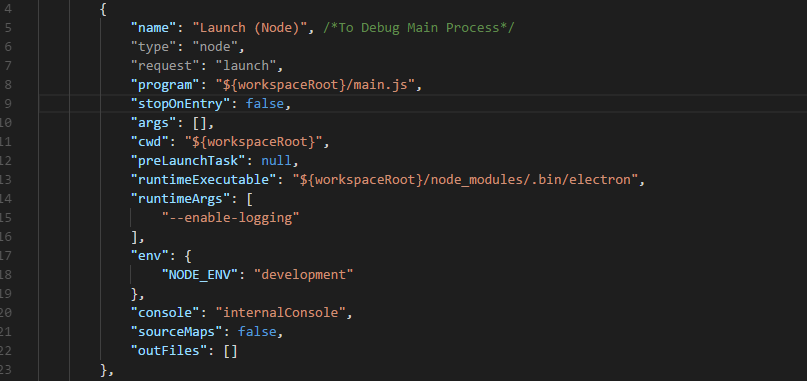 4 {
5 "name": "Launch (Node)", /*To Debug Main Process*/
6 "type": "node",
7 "request": "launch",
8 "program": "${workspaceRoot}/main.js",
9 "stopOnEntry": false,
10 "args": [],
11 "cwd": "${workspaceRoot}",
12 "preLaunchTask": null,
13 "runtimeExecutable": "${workspaceRoot}/node_modules/.bin/electron",
14 "runtimeArgs": [
15 "--enable-logging"
16 ],
17 "env": {
18 "NODE_ENV": "development"
19 },
20 "console": "internalConsole",
21 "sourceMaps": false,
22 "outFiles": []
23 },